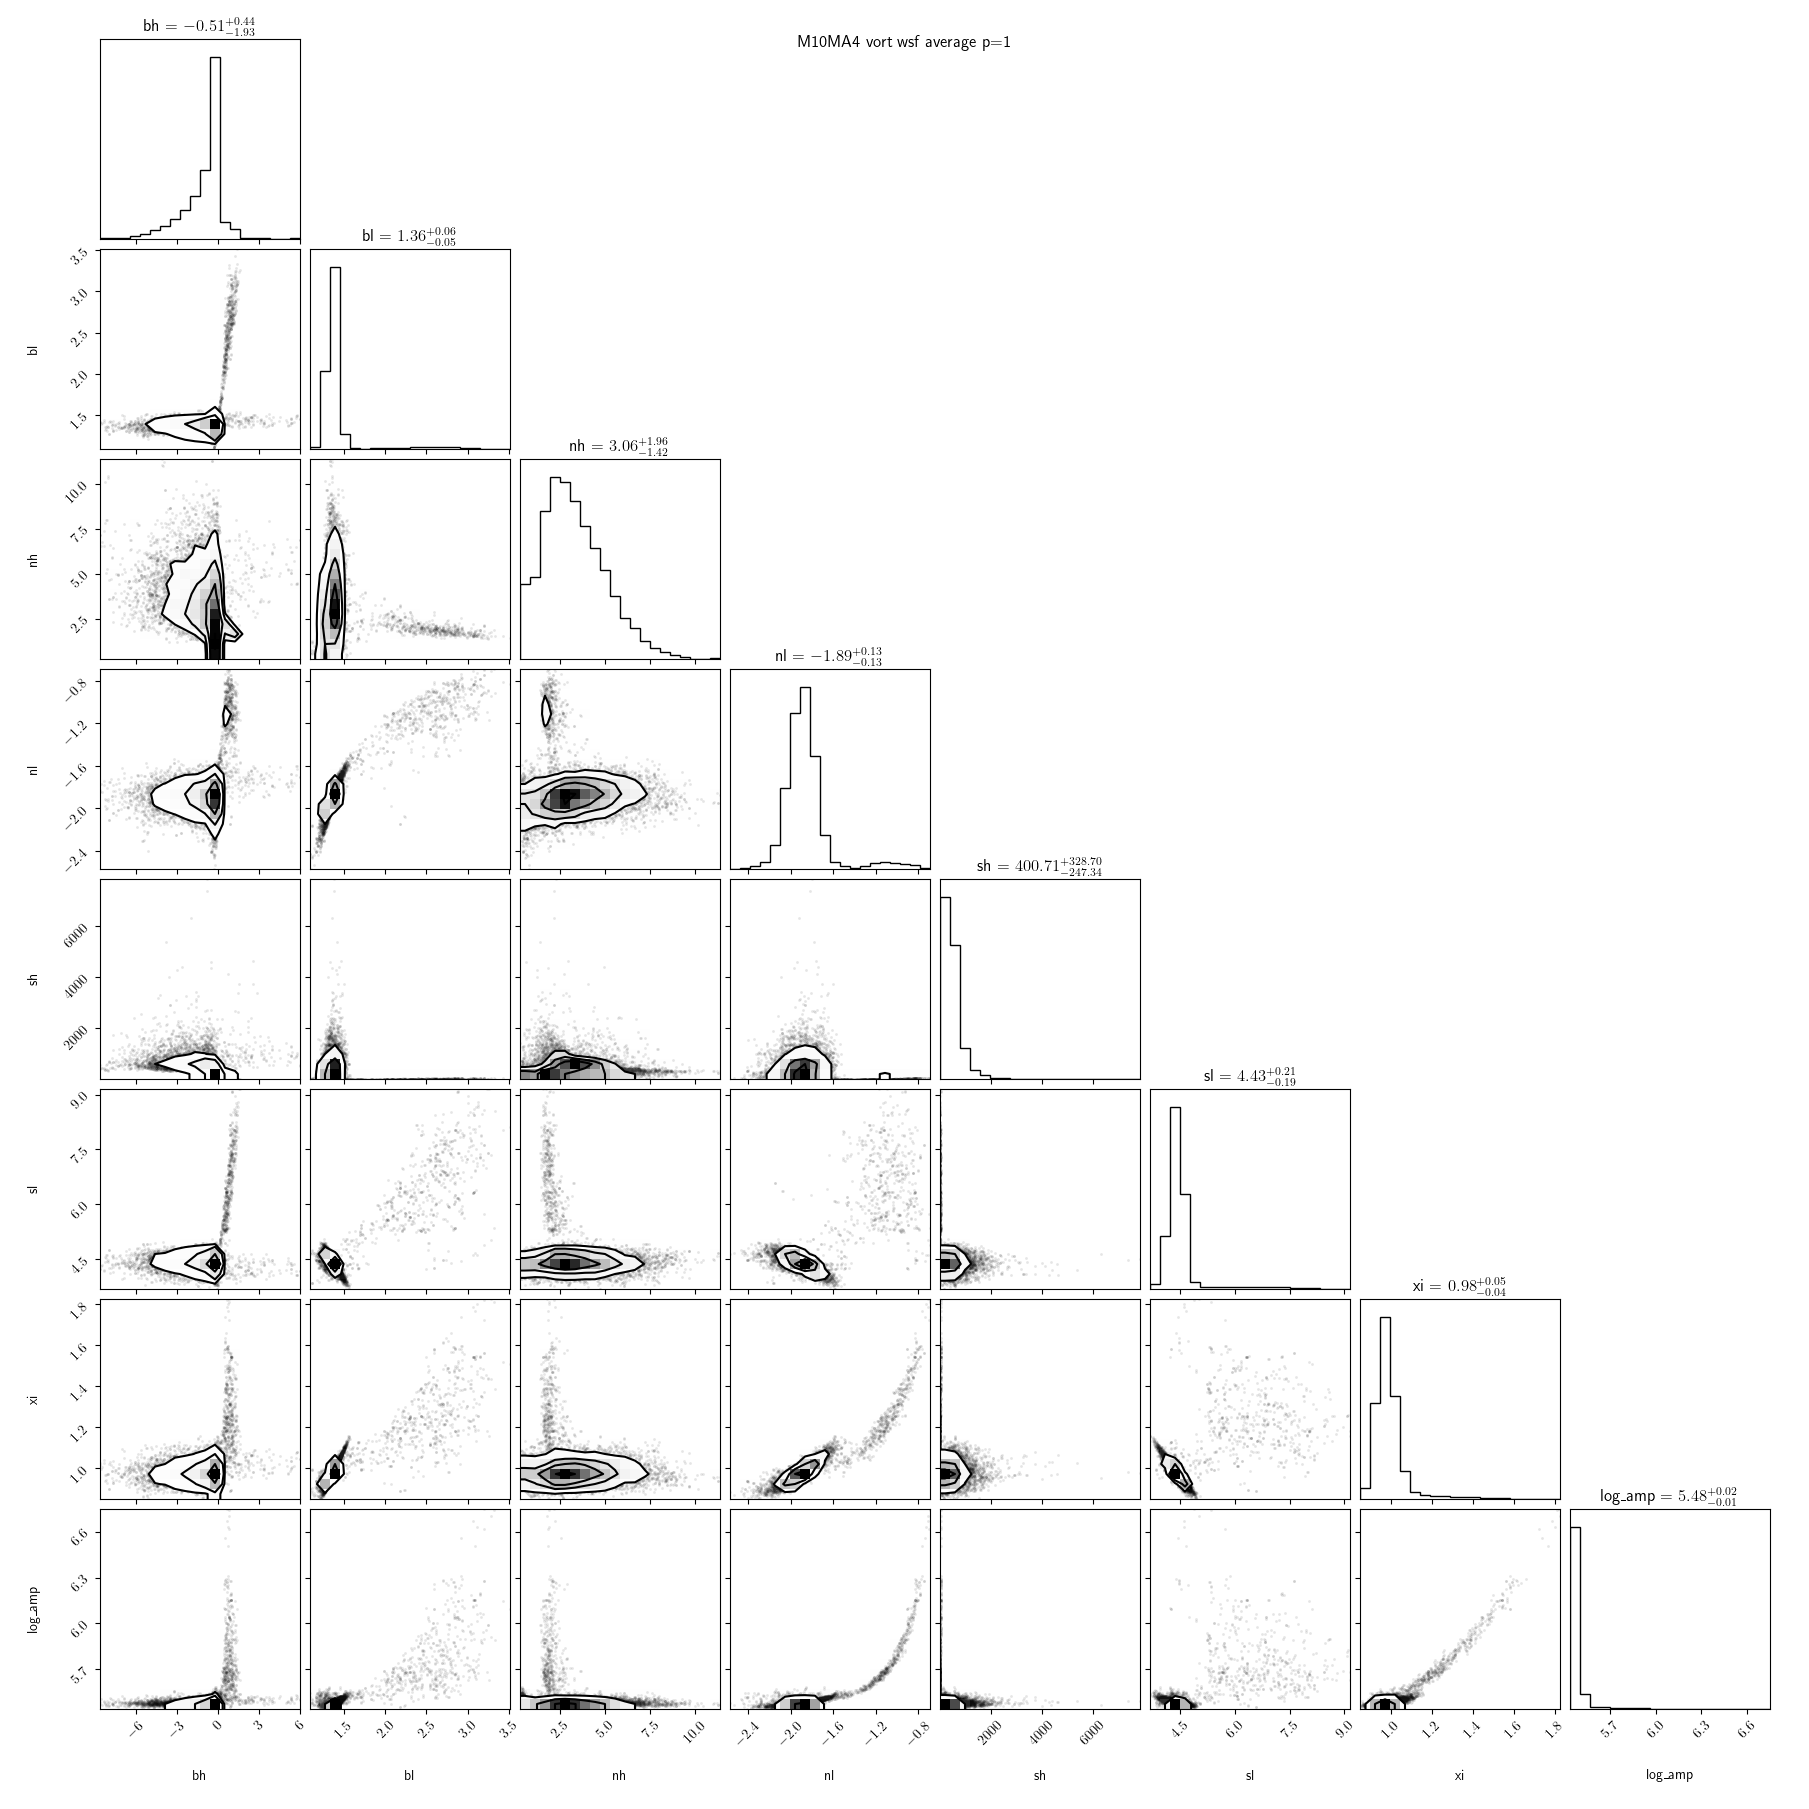 M10MA4 vort wsf average p=1
bh = −0.51 +0.44 −1.93
bl = 1.36 +0.06 −0.05
bl
3.5
3.0
2.5
2.0
1.5
nh = 3.06 +1.96 −1.42
nh
10.0
7.5
5.0
2.5
nl = −1.89 +0.13 −0.13
nl
−0.8
−1.2
−1.6
−2.0
−2.4
sh = 400.71 +328.70 −247.34
sh
6000
4000
2000
sl = 4.43 +0.21 −0.19
sl
9.0
7.5
6.0
4.5
xi = 0.98 +0.05 −0.04
xi
1.8
1.6
1.4
1.2
1.0
log_amp = 5.48 +0.02 −0.01
log_amp
6.6
6.3
6.0
5.7
−6 −3 0 3 6
1.5 2.0 2.5 3.0 3.5
2.5 5.0 7.5 10.0
−2.4 −2.0 −1.6 −1.2 −0.8
2000 4000 6000
4.5 6.0 7.5 9.0
1.0 1.2 1.4 1.6 1.8
5.7 6.0 6.3 6.6
bh bl nh nl sh sl xi log_amp